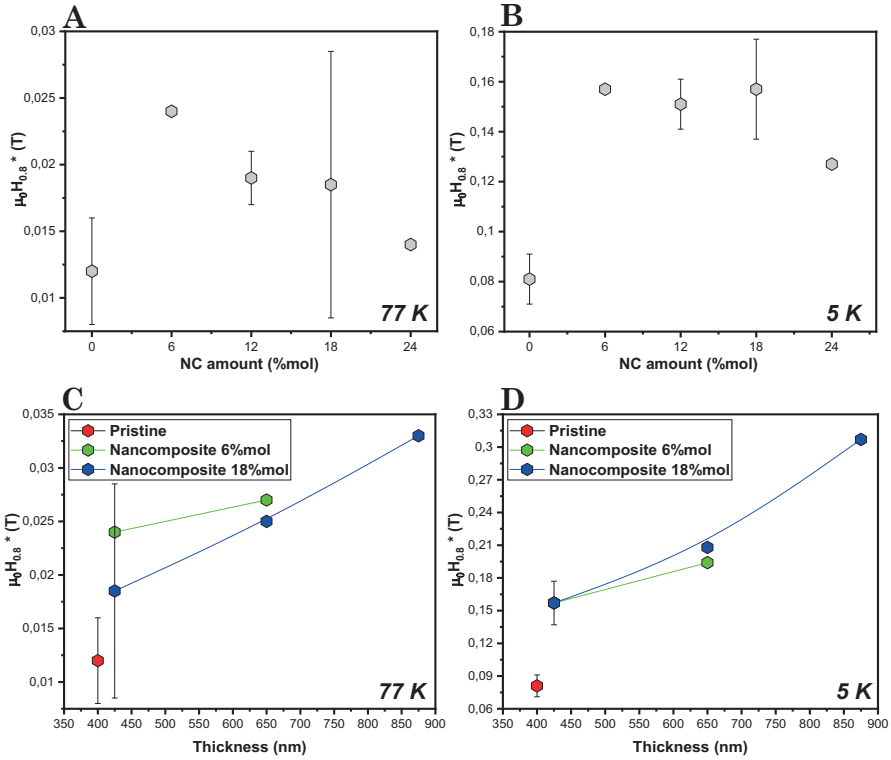 A
0,03
0,025
0,02
0,015
0,01
μ0H0.8 * (T)
77 K
0
6
12
18
24
NC amount (%mol)
B
0,18
0,16
0,14
0,12
0,1
0,08
0,06
μ0H0.8 * (T)
5 K
0
6
12
18
24
NC amount (%mol)
C
0,035
0,03
0,025
0,02
0,015
0,01
μ0H0.8 * (T)
Pristine
Nancomposite 6%mol
Nanocomposite 18%mol
77 K
350 400 450 500 550 600 650 700 750 800 850 900
Thickness (nm)
D
0,33
0,3
0,27
0,24
0,21
0,18
0,15
0,12
0,09
0,06
μ0H0.8 * (T)
Pristine
Nancomposite 6%mol
Nanocomposite 18%mol
5 K
350 400 450 500 550 600 650 700 750 800 850 900
Thickness (nm)